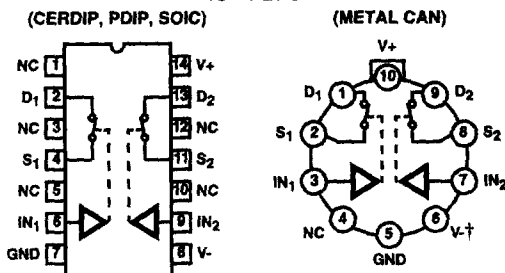 (CERDIP, PDIP, SOIC)
NC 1 14 V+
D1 2 13 D2
NC 3 12 NC
S1 4 11 S2
NC 5 10 NC
IN1 6 9 IN2
GND 7 8 V-
(METAL CAN)
V+
10
D1 1 9 D2
S1 2 8 S2
IN1 3 7 IN2
NC 4 6 V-†
5
GND